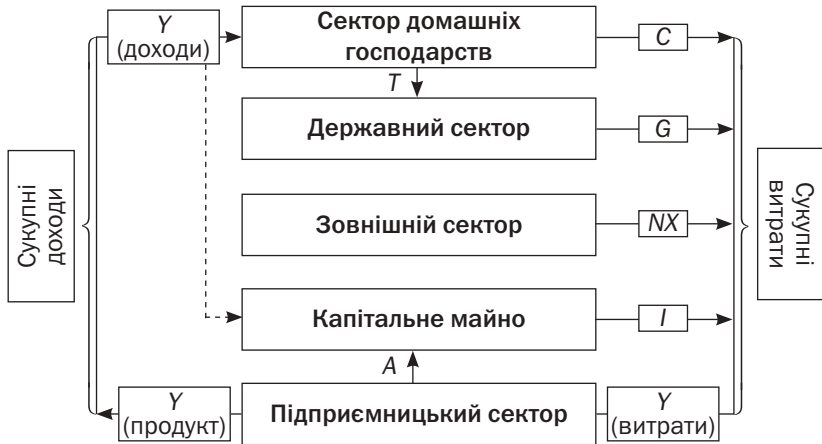 Y
(доходи)
Сектор домашніх
господарств
C
T
Державний сектор
G
Сукупні
доходи
Зовнішній сектор
NX
Сукупні
витрати
Капітальне майно
I
A
Y
(продукт)
Підприємницький сектор
Y
(витрати)